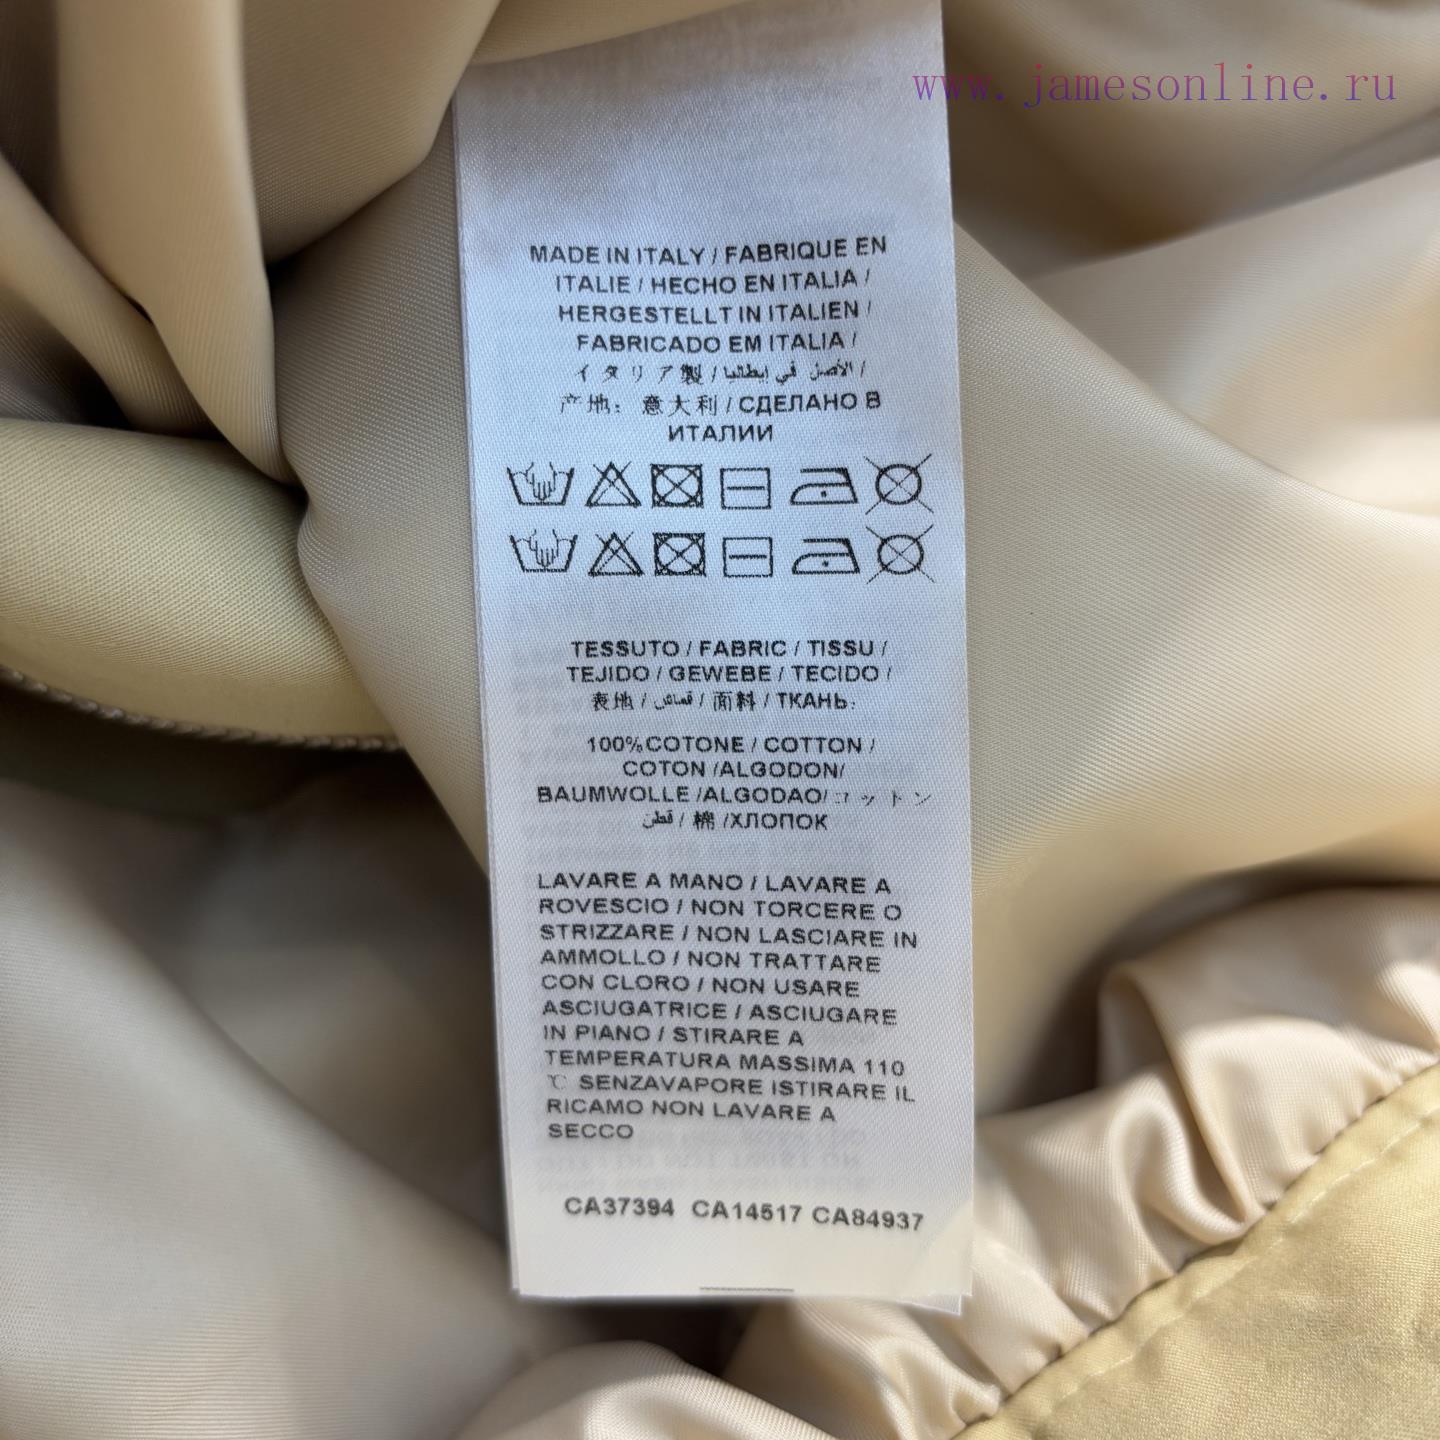 www.jamesonline.ru
MADE IN ITALY / FABRIQUE EN
ITALIE / HECHO EN ITALIA /
HERGESTELLT IN ITALIEN /
FABRICADO EM ITALIA /
イタリア製 / الأصل في إيطاليا /
产地: 意大利 / СДЕЛАНО В
ИТАЛИИ
TESSUTO / FABRIC / TISSU /
TEJIDO / GEWEBE / TECIDO /
表地 / قماش / 面料 / ТКАНЬ:
100%COTONE / COTTON /
COTON /ALGODON/
BAUMWOLLE /ALGODAO/コットン
قطن / 棉 /ХЛОПОК
LAVARE A MANO / LAVARE A
ROVESCIO / NON TORCERE O
STRIZZARE / NON LASCIARE IN
AMMOLLO / NON TRATTARE
CON CLORO / NON USARE
ASCIUGATRICE / ASCIUGARE
IN PIANO / STIRARE A
TEMPERATURA MASSIMA 110
℃ SENZAVAPORE ISTIRARE IL
RICAMO NON LAVARE A
SECCO
CA37394 CA14517 CA84937